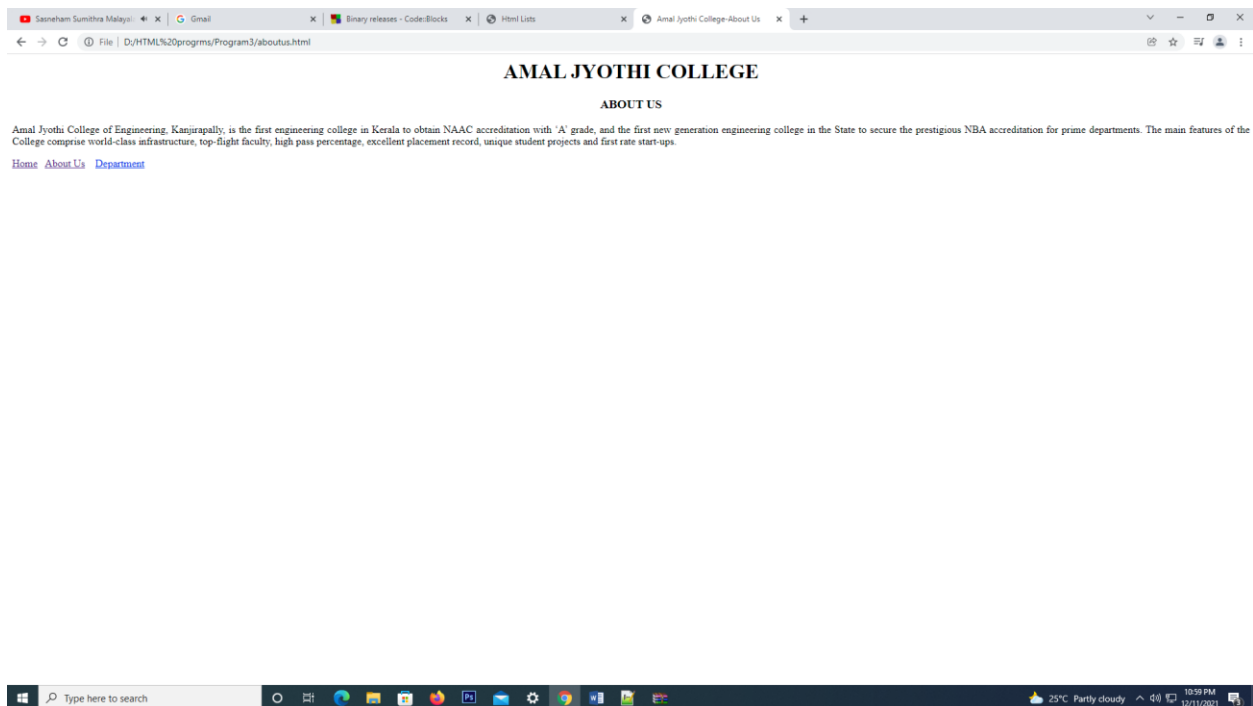 Sasneham Sumithra Malayal
Gmail
Binary releases - Code::Blocks
Html Lists
Amal Jyothi College-About Us
File | D:/HTML%20progrms/Program3/aboutus.html
AMAL JYOTHI COLLEGE
ABOUT US
Amal Jyothi College of Engineering, Kanjirapally, is the first engineering college in Kerala to obtain NAAC accreditation with ‘A’ grade, and the first new generation engineering college in the State to secure the prestigious NBA accreditation for prime departments. The main features of the
College comprise world-class infrastructure, top-flight faculty, high pass percentage, excellent placement record, unique student projects and first rate start-ups.
Home About Us Department
Type here to search
Ps
25°C Partly cloudy
10:59 PM
12/11/2021